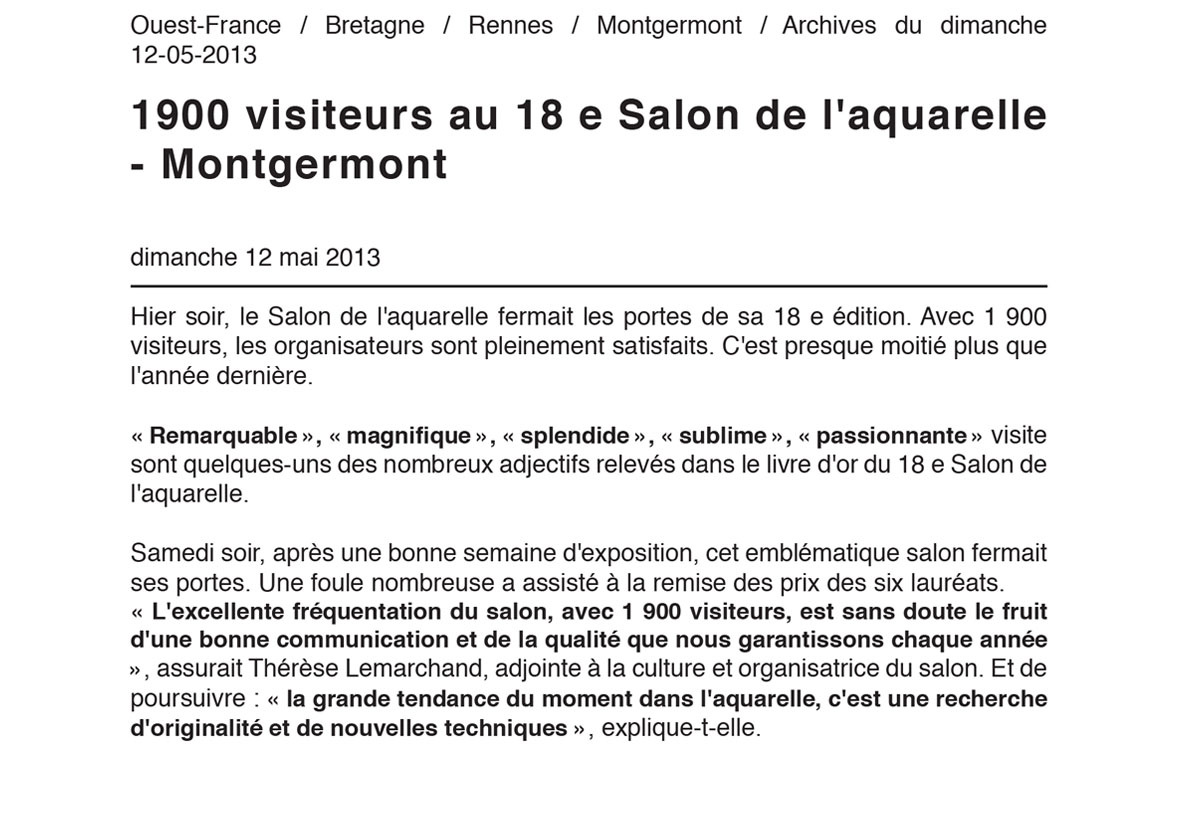 Ouest-France / Bretagne / Rennes / Montgermont / Archives du dimanche
12-05-2013
1900 visiteurs au 18 e Salon de l'aquarelle
- Montgermont
dimanche 12 mai 2013
Hier soir, le Salon de l'aquarelle fermait les portes de sa 18 e édition. Avec 1 900
visiteurs, les organisateurs sont pleinement satisfaits. C'est presque moitié plus que
l'année dernière.
« Remarquable », « magnifique », « splendide », « sublime », « passionnante » visite
sont quelques-uns des nombreux adjectifs relevés dans le livre d'or du 18 e Salon de
l'aquarelle.
Samedi soir, après une bonne semaine d'exposition, cet emblématique salon fermait
ses portes. Une foule nombreuse a assisté à la remise des prix des six lauréats.
« L'excellente fréquentation du salon, avec 1 900 visiteurs, est sans doute le fruit
d'une bonne communication et de la qualité que nous garantissons chaque année
», assurait Thérèse Lemarchand, adjointe à la culture et organisatrice du salon. Et de
poursuivre : « la grande tendance du moment dans l'aquarelle, c'est une recherche
d'originalité et de nouvelles techniques », explique-t-elle.